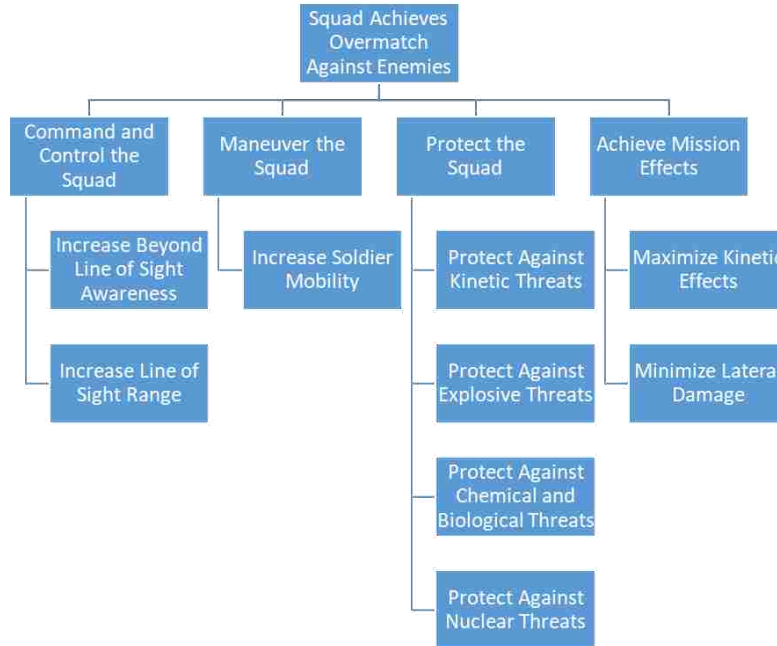 Squad Achieves
Overmatch
Against Enemies
Command and
Control the
Squad
Maneuver the
Squad
Protect the
Squad
Achieve Mission
Effects
Increase Beyond
Line of Sight
Awareness
Increase Soldier
Mobility
Protect Against
Kinetic Threats
Maximize Kinetic
Effects
Increase Line of
Sight Range
Protect Against
Explosive Threats
Minimize Lateral
Damage
Protect Against
Chemical and
Biological Threats
Protect Against
Nuclear Threats